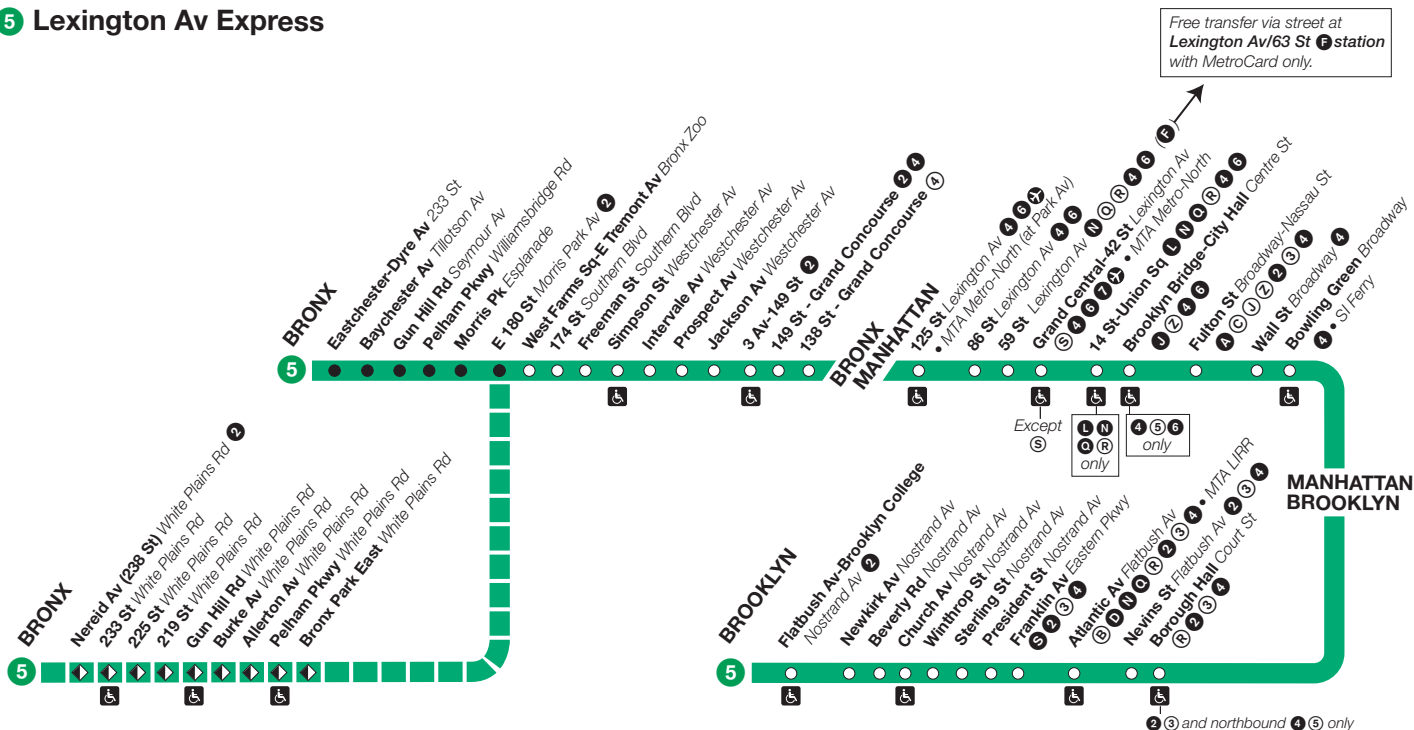 5 Lexington Av Express
Free transfer via street at
Lexington Av/63 St F station
with MetroCard only.
BRONX
5
Eastchester-Dyre Av 233 St
Baychester Av Tillotson Av
Gun Hill Rd Seymour Av
Pelham Pkwy Williamsbridge Rd
Morris Pk Esplanade
E 180 St Morris Park Av 2
West Farms Sq-E Tremont Av Bronx Zoo
174 St Southern Blvd
Freeman St Southern Blvd
Simpson St Westchester Av
Intervale Av Westchester Av
Prospect Av Westchester Av
Jackson Av Westchester Av
3 Av-149 St 2
149 St - Grand Concourse 2 4
138 St - Grand Concourse 4
BRONX
MANHATTAN
125 St Lexington Av 4 6
• MTA Metro-North (at Park Av)
86 St Lexington Av 4 6
59 St Lexington Av N Q R 4 6 (F)
Grand Central-42 St Lexington Av
S 4 6 7 • MTA Metro-North
14 St-Union Sq L N Q R 4 6
Brooklyn Bridge-City Hall Centre St
J Z 4 6
Fulton St Broadway-Nassau St
A C J Z 2 3 4
Wall St Broadway 4
Bowling Green Broadway
4 • SI Ferry
Except
S
L N
Q R
only
4 5 6
only
MANHATTAN
BROOKLYN
BRONX
5
Nereid Av (238 St) White Plains Rd 2
233 St White Plains Rd
225 St White Plains Rd
219 St White Plains Rd
Gun Hill Rd White Plains Rd
Burke Av White Plains Rd
Allerton Av White Plains Rd
Pelham Pkwy White Plains Rd
Bronx Park East White Plains Rd
BROOKLYN
5
Flatbush Av-Brooklyn College
Nostrand Av 2
Newkirk Av Nostrand Av
Beverly Rd Nostrand Av
Church Av Nostrand Av
Winthrop St Nostrand Av
Sterling St Nostrand Av
President St Nostrand Av
Franklin Av Eastern Pkwy
S 2 3 4
Atlantic Av Flatbush Av
B D N Q R 2 3 4 • MTA LIRR
Nevins St Flatbush Av 2 3 4
Borough Hall Court St
R 2 3 4
2 3 and northbound 4 5 only